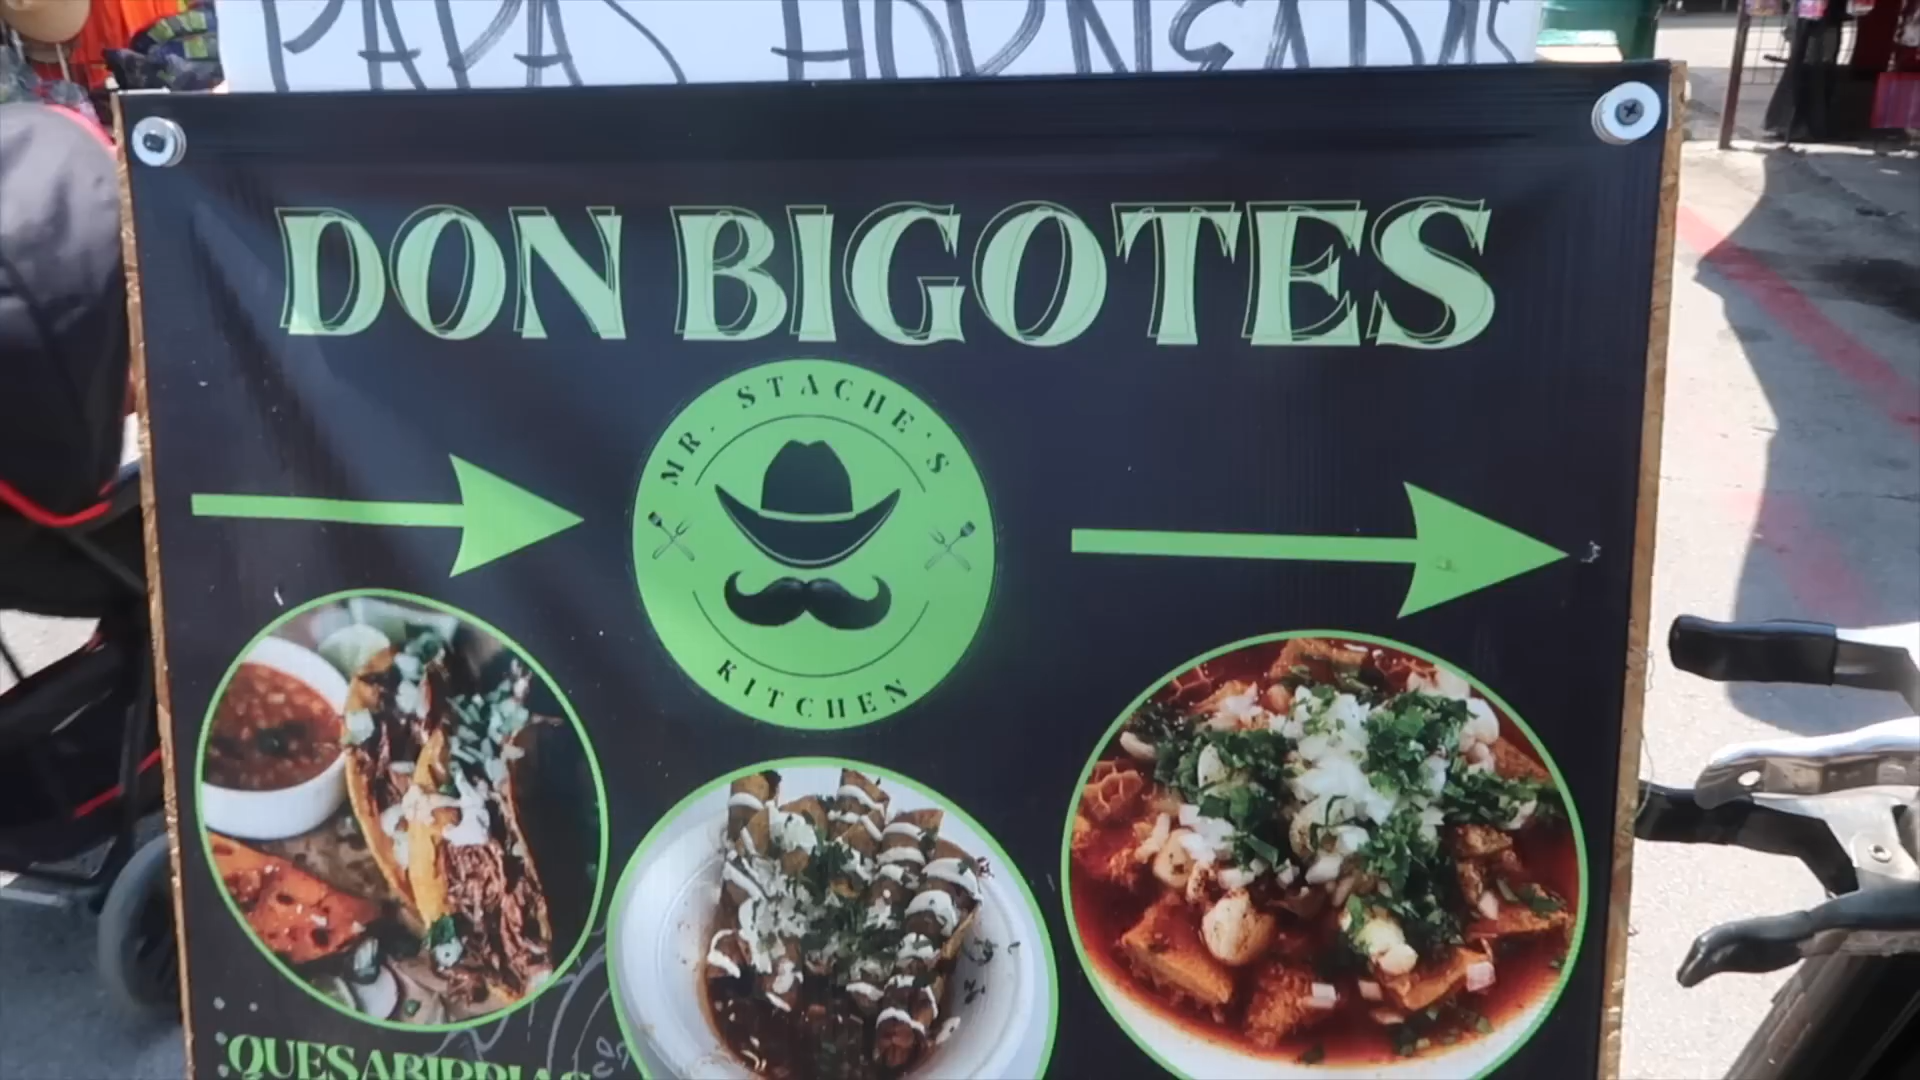 PAPAS HORNEADAS
DON BIGOTES
MR. STACHE'S
KITCHEN
QUESABIRRIAS